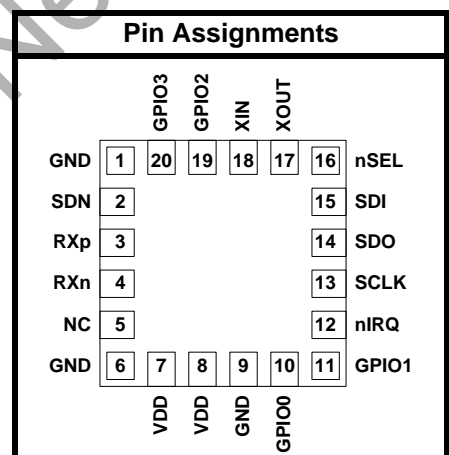 Pin Assignments
GPIO3 GPIO2 XIN XOUT
GND 1 20 19 18 17 16 nSEL
SDN 2 15 SDI
RXp 3 14 SDO
RXn 4 13 SCLK
NC 5 12 nIRQ
GND 6 7 8 9 10 11 GPIO1
VDD VDD GND GPIO0